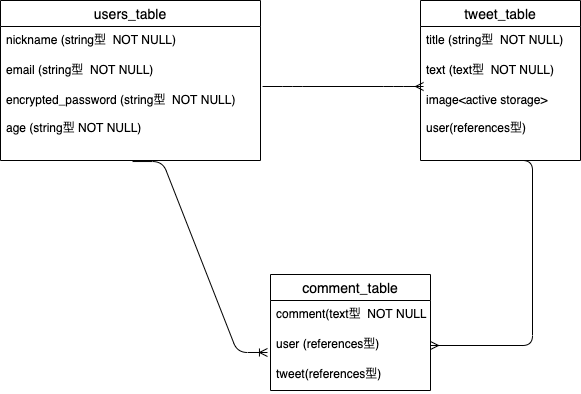 users_table
nickname (string型 NOT NULL)
email (string型 NOT NULL)
encrypted_password (string型 NOT NULL)
age (string型 NOT NULL)
tweet_table
title (string型 NOT NULL)
text (text型 NOT NULL)
image<active storage>
user(references型)
comment_table
comment(text型 NOT NULL
user (references型)
tweet(references型)